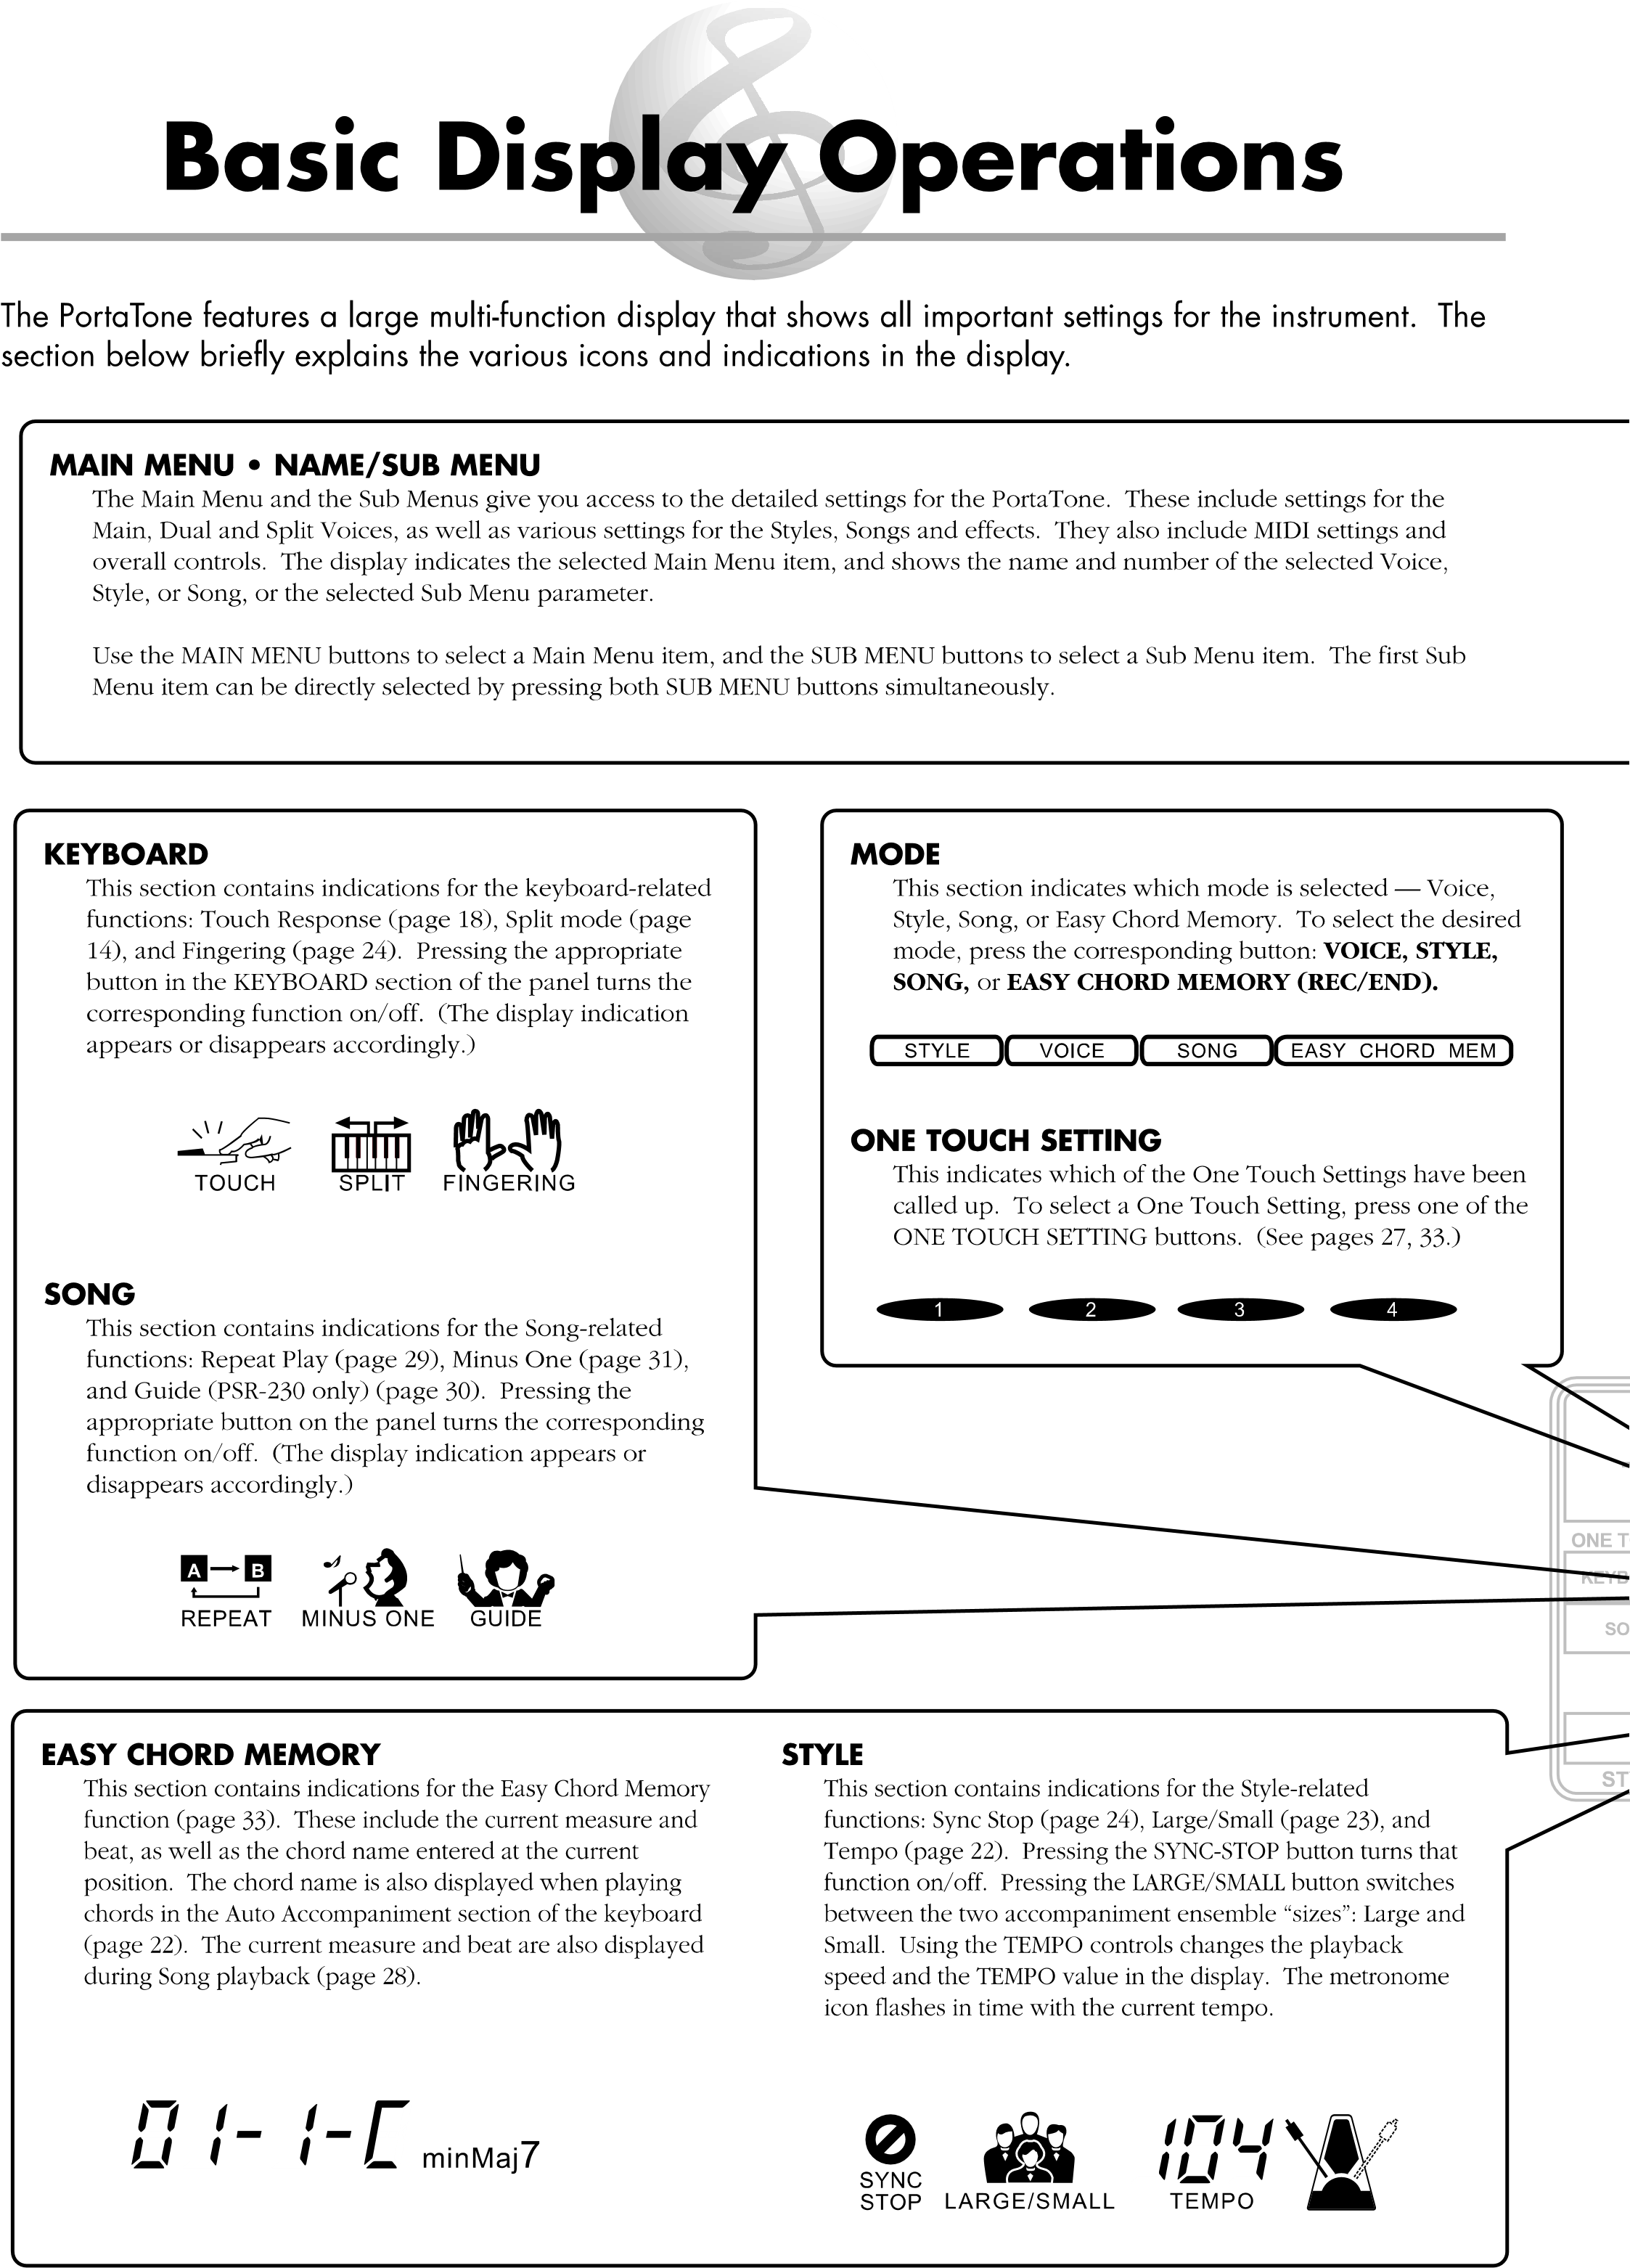 Basic Display Operations
The PortaTone features a large multi-function display that shows all important settings for the instrument.  The
section below briefly explains the various icons and indications in the display.
MAIN MENU • NAME/SUB MENU
The Main Menu and the Sub Menus give you access to the detailed settings for the PortaTone.  These include settings for the
Main, Dual and Split Voices, as well as various settings for the Styles, Songs and effects.  They also include MIDI settings and
overall controls.  The display indicates the selected Main Menu item, and shows the name and number of the selected Voice,
Style, or Song, or the selected Sub Menu parameter.
Use the MAIN MENU buttons to select a Main Menu item, and the SUB MENU buttons to select a Sub Menu item.  The first Sub
Menu item can be directly selected by pressing both SUB MENU buttons simultaneously.
KEYBOARD
This section contains indications for the keyboard-related
functions: Touch Response (page 18), Split mode (page
14), and Fingering (page 24).  Pressing the appropriate
button in the KEYBOARD section of the panel turns the
corresponding function on/off.  (The display indication
appears or disappears accordingly.)
TOUCH SPLIT FINGERING
SONG
This section contains indications for the Song-related
functions: Repeat Play (page 29), Minus One (page 31),
and Guide (PSR-230 only) (page 30).  Pressing the
appropriate button on the panel turns the corresponding
function on/off.  (The display indication appears or
disappears accordingly.)
A B
REPEAT MINUS ONE GUIDE
MODE
This section indicates which mode is selected — Voice,
Style, Song, or Easy Chord Memory.  To select the desired
mode, press the corresponding button: VOICE, STYLE,
SONG, or EASY CHORD MEMORY (REC/END).
STYLE VOICE SONG EASY CHORD MEM
ONE TOUCH SETTING
This indicates which of the One Touch Settings have been
called up.  To select a One Touch Setting, press one of the
ONE TOUCH SETTING buttons.  (See pages 27, 33.)
1 2 3 4
ONE T
KEYB
SO
ST
EASY CHORD MEMORY
This section contains indications for the Easy Chord Memory
function (page 33).  These include the current measure and
beat, as well as the chord name entered at the current
position.  The chord name is also displayed when playing
chords in the Auto Accompaniment section of the keyboard
(page 22).  The current measure and beat are also displayed
during Song playback (page 28).
01-1-C minMaj7
STYLE
This section contains indications for the Style-related
functions: Sync Stop (page 24), Large/Small (page 23), and
Tempo (page 22).  Pressing the SYNC-STOP button turns that
function on/off.  Pressing the LARGE/SMALL button switches
between the two accompaniment ensemble “sizes”: Large and
Small.  Using the TEMPO controls changes the playback
speed and the TEMPO value in the display.  The metronome
icon flashes in time with the current tempo.
104
SYNC
STOP LARGE/SMALL TEMPO